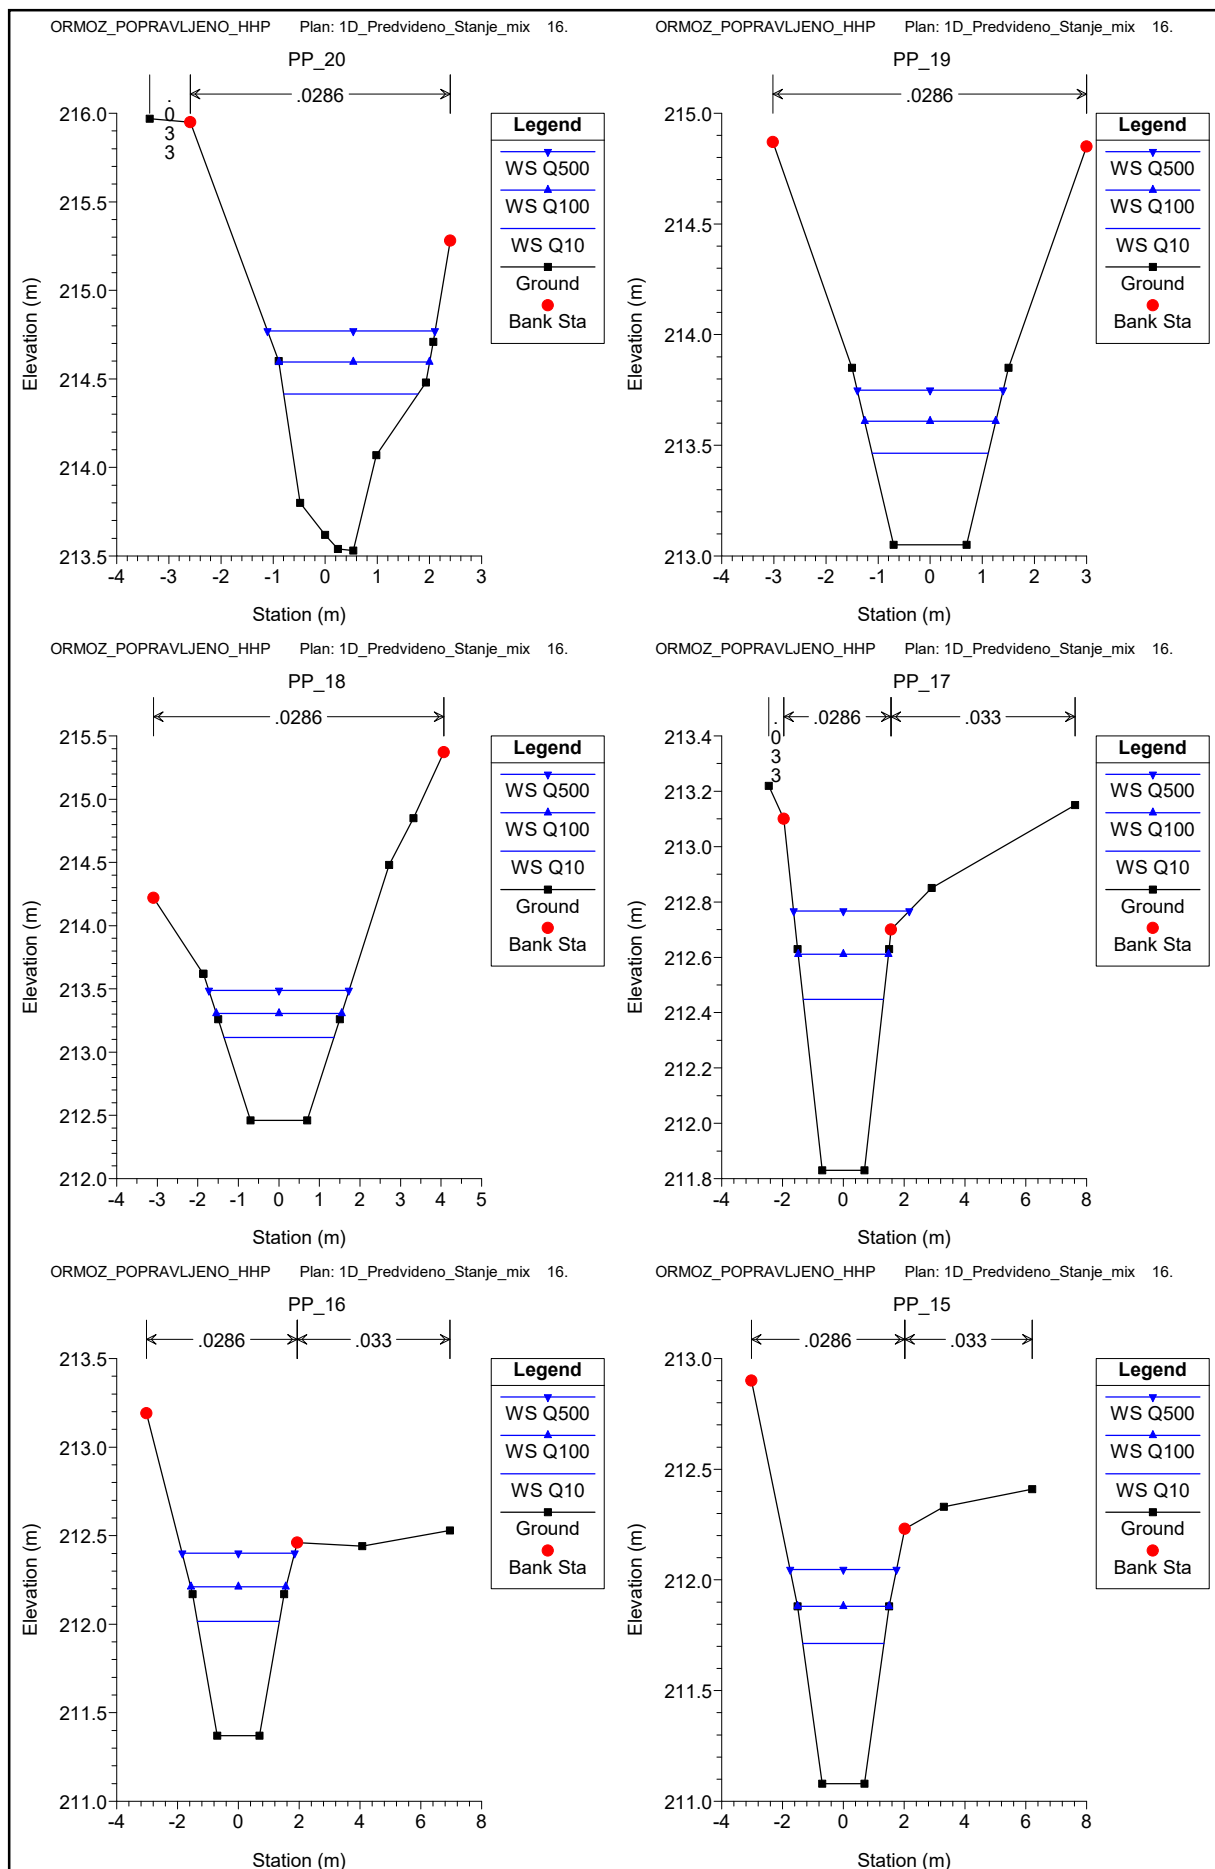 ORMOZ_POPRAVLJENO_HHP Plan: 1D_Predvideno_Stanje_mix 16.
PP_20
.033
.0286
216.0
215.5
215.0
214.5
214.0
213.5
Elevation (m)
-4 -3 -2 -1 0 1 2 3
Station (m)
Legend
WS Q500
WS Q100
WS Q10
Ground
Bank Sta
ORMOZ_POPRAVLJENO_HHP Plan: 1D_Predvideno_Stanje_mix 16.
PP_19
.0286
215.0
214.5
214.0
213.5
213.0
Elevation (m)
-4 -3 -2 -1 0 1 2 3
Station (m)
Legend
WS Q500
WS Q100
WS Q10
Ground
Bank Sta
ORMOZ_POPRAVLJENO_HHP Plan: 1D_Predvideno_Stanje_mix 16.
PP_18
.0286
215.5
215.0
214.5
214.0
213.5
213.0
212.5
212.0
Elevation (m)
-4 -3 -2 -1 0 1 2 3 4 5
Station (m)
Legend
WS Q500
WS Q100
WS Q10
Ground
Bank Sta
ORMOZ_POPRAVLJENO_HHP Plan: 1D_Predvideno_Stanje_mix 16.
PP_17
.033
.0286
.033
213.4
213.2
213.0
212.8
212.6
212.4
212.2
212.0
211.8
Elevation (m)
-4 -2 0 2 4 6 8
Station (m)
Legend
WS Q500
WS Q100
WS Q10
Ground
Bank Sta
ORMOZ_POPRAVLJENO_HHP Plan: 1D_Predvideno_Stanje_mix 16.
PP_16
.0286
.033
213.5
213.0
212.5
212.0
211.5
211.0
Elevation (m)
-4 -2 0 2 4 6 8
Station (m)
Legend
WS Q500
WS Q100
WS Q10
Ground
Bank Sta
ORMOZ_POPRAVLJENO_HHP Plan: 1D_Predvideno_Stanje_mix 16.
PP_15
.0286
.033
213.0
212.5
212.0
211.5
211.0
Elevation (m)
-4 -2 0 2 4 6 8
Station (m)
Legend
WS Q500
WS Q100
WS Q10
Ground
Bank Sta